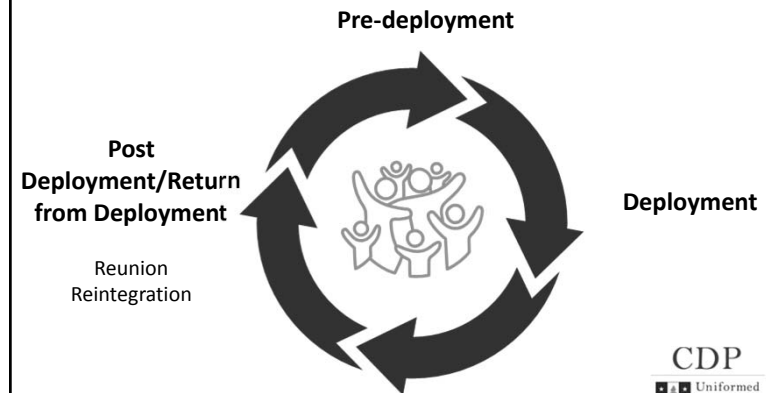 Pre-deployment
Post
Deployment/Return
from Deployment
Reunion
Reintegration
Deployment
CDP
Uniformed